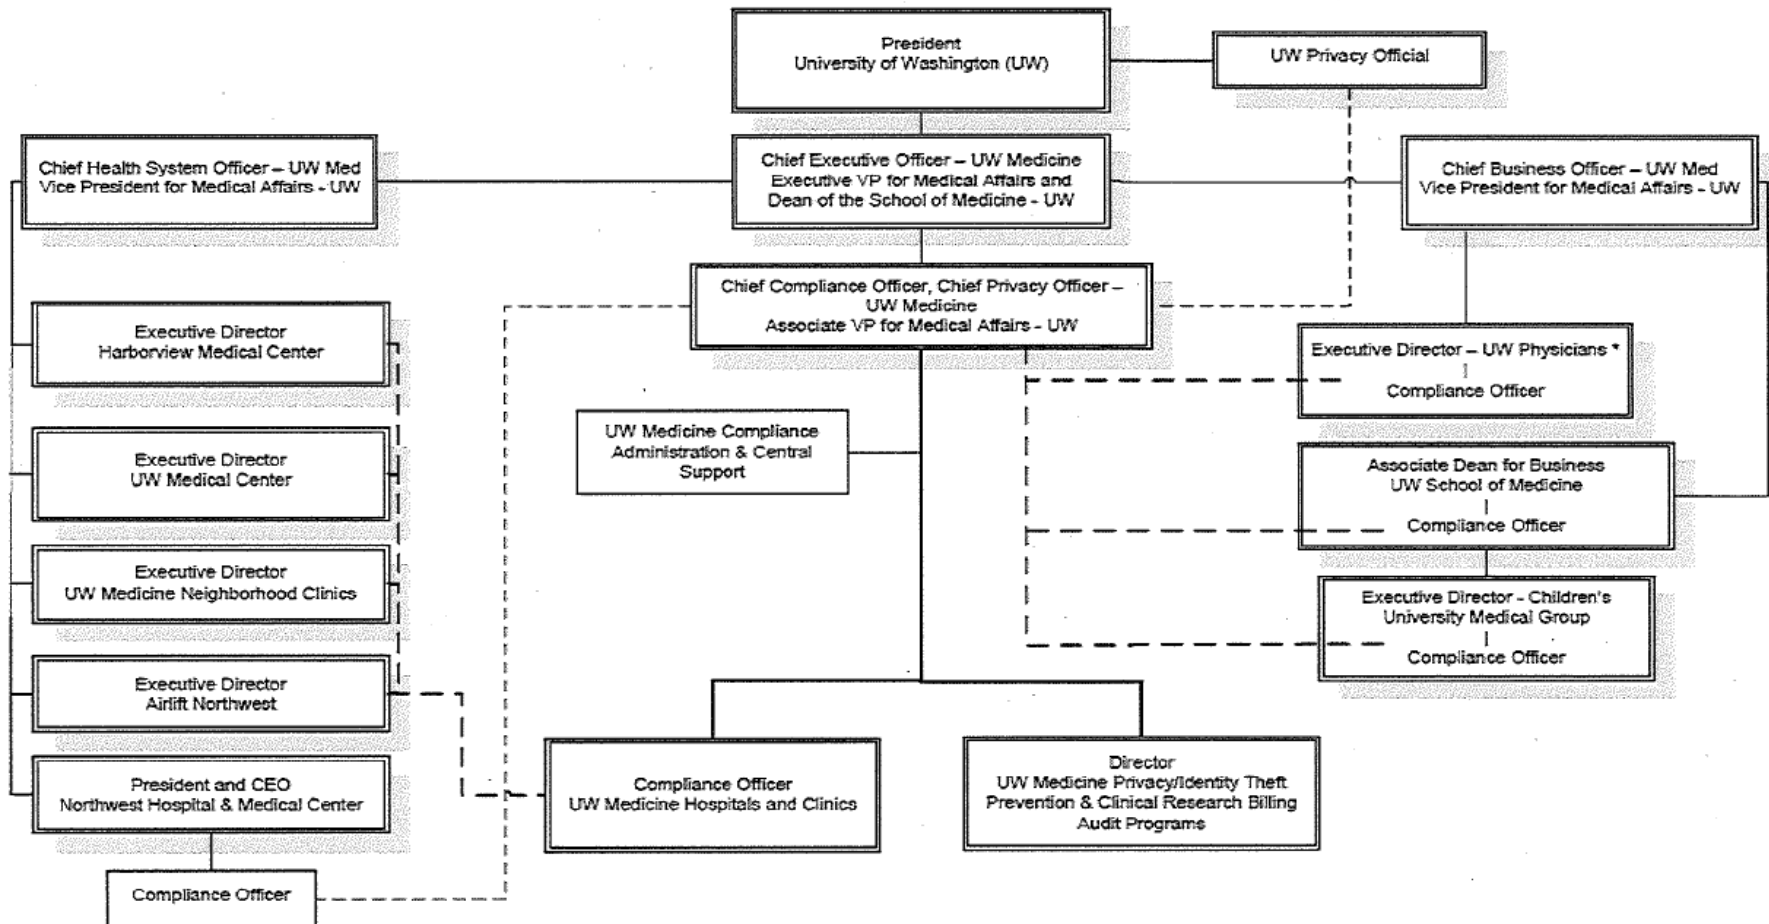 President
University of Washington (UW)
UW Privacy Official
Chief Health System Officer – UW Med
Vice President for Medical Affairs - UW
Chief Executive Officer – UW Medicine
Executive VP for Medical Affairs and
Dean of the School of Medicine - UW
Chief Business Officer – UW Med
Vice President for Medical Affairs - UW
Chief Compliance Officer, Chief Privacy Officer –
UW Medicine
Associate VP for Medical Affairs - UW
Executive Director
Harborview Medical Center
Executive Director – UW Physicians *
Compliance Officer
UW Medicine Compliance
Administration & Central
Support
Executive Director
UW Medical Center
Associate Dean for Business
UW School of Medicine
Compliance Officer
Executive Director
UW Medicine Neighborhood Clinics
Executive Director - Children's
University Medical Group
Compliance Officer
Executive Director
Airlift Northwest
President and CEO
Northwest Hospital & Medical Center
Compliance Officer
UW Medicine Hospitals and Clinics
Director
UW Medicine Privacy/Identity Theft
Prevention & Clinical Research Billing
Audit Programs
Compliance Officer